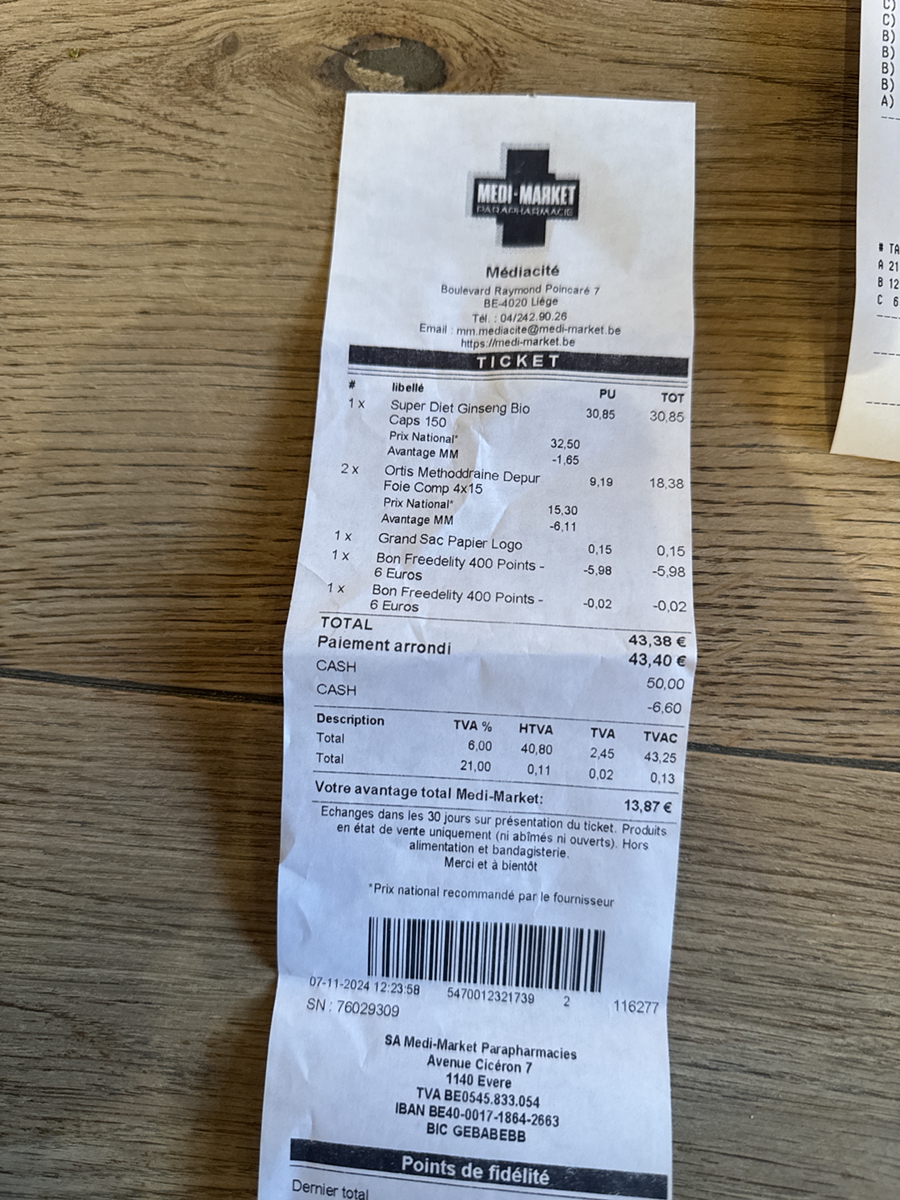 MEDI-MARKET
PARAPHARMACIE
Médiacité
Boulevard Raymond Poincaré 7
BE-4020 Liège
Tél. : 04/242.90.26
Email : mm.mediacite@medi-market.be
https://medi-market.be
TICKET
# libellé PU TOT
1 x Super Diet Ginseng Bio 30,85 30,85
Caps 150
Prix National* 32,50
Avantage MM -1,65
2 x Ortis Methoddraine Depur 9,19 18,38
Foie Comp 4x15
Prix National* 15,30
Avantage MM -6,11
1 x Grand Sac Papier Logo 0,15 0,15
1 x Bon Freedelity 400 Points - -5,98 -5,98
6 Euros
1 x Bon Freedelity 400 Points - -0,02 -0,02
6 Euros
TOTAL 43,38 €
Paiement arrondi 43,40 €
CASH 50,00
CASH -6,60
Description TVA % HTVA TVA TVAC
Total 6,00 40,80 2,45 43,25
Total 21,00 0,11 0,02 0,13
Votre avantage total Medi-Market: 13,87 €
Echanges dans les 30 jours sur présentation du ticket. Produits
en état de vente uniquement (ni abîmés ni ouverts). Hors
alimentation et bandagisterie.
Merci et à bientôt
*Prix national recommandé par le fournisseur
07-11-2024 12:23:58 5470012321739 2 116277
SN : 76029309
SA Medi-Market Parapharmacies
Avenue Cicéron 7
1140 Evere
TVA BE0545.833.054
IBAN BE40-0017-1864-2663
BIC GEBABEBB
Points de fidélité
Dernier total
C)
C)
B)
B)
B)
B)
A)
# TA
A 21
B 12
C 6